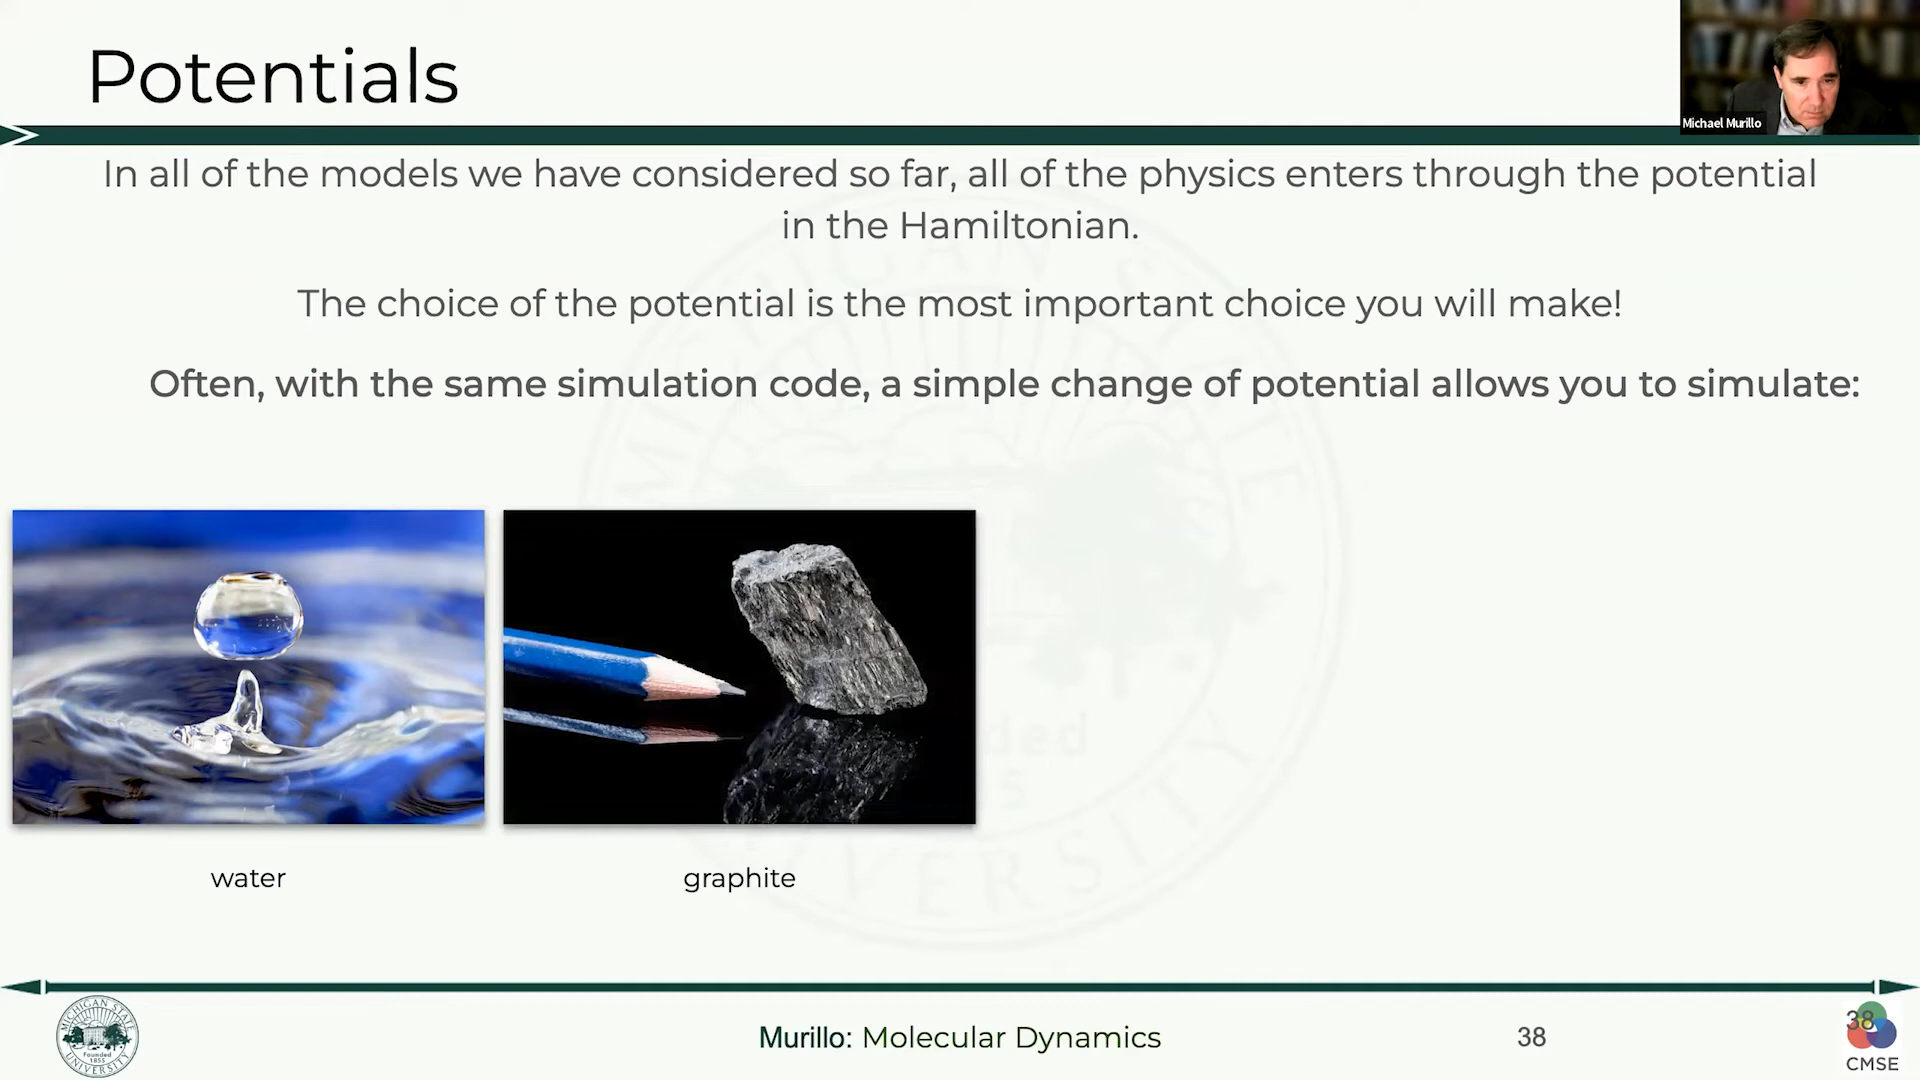 Potentials
Michael Murillo
In all of the models we have considered so far, all of the physics enters through the potential
in the Hamiltonian.
The choice of the potential is the most important choice you will make!
Often, with the same simulation code, a simple change of potential allows you to simulate:
water
graphite
MICHIGAN STATE
UNIVERSITY
Founded
1855
Murillo: Molecular Dynamics
38
38
CMSE